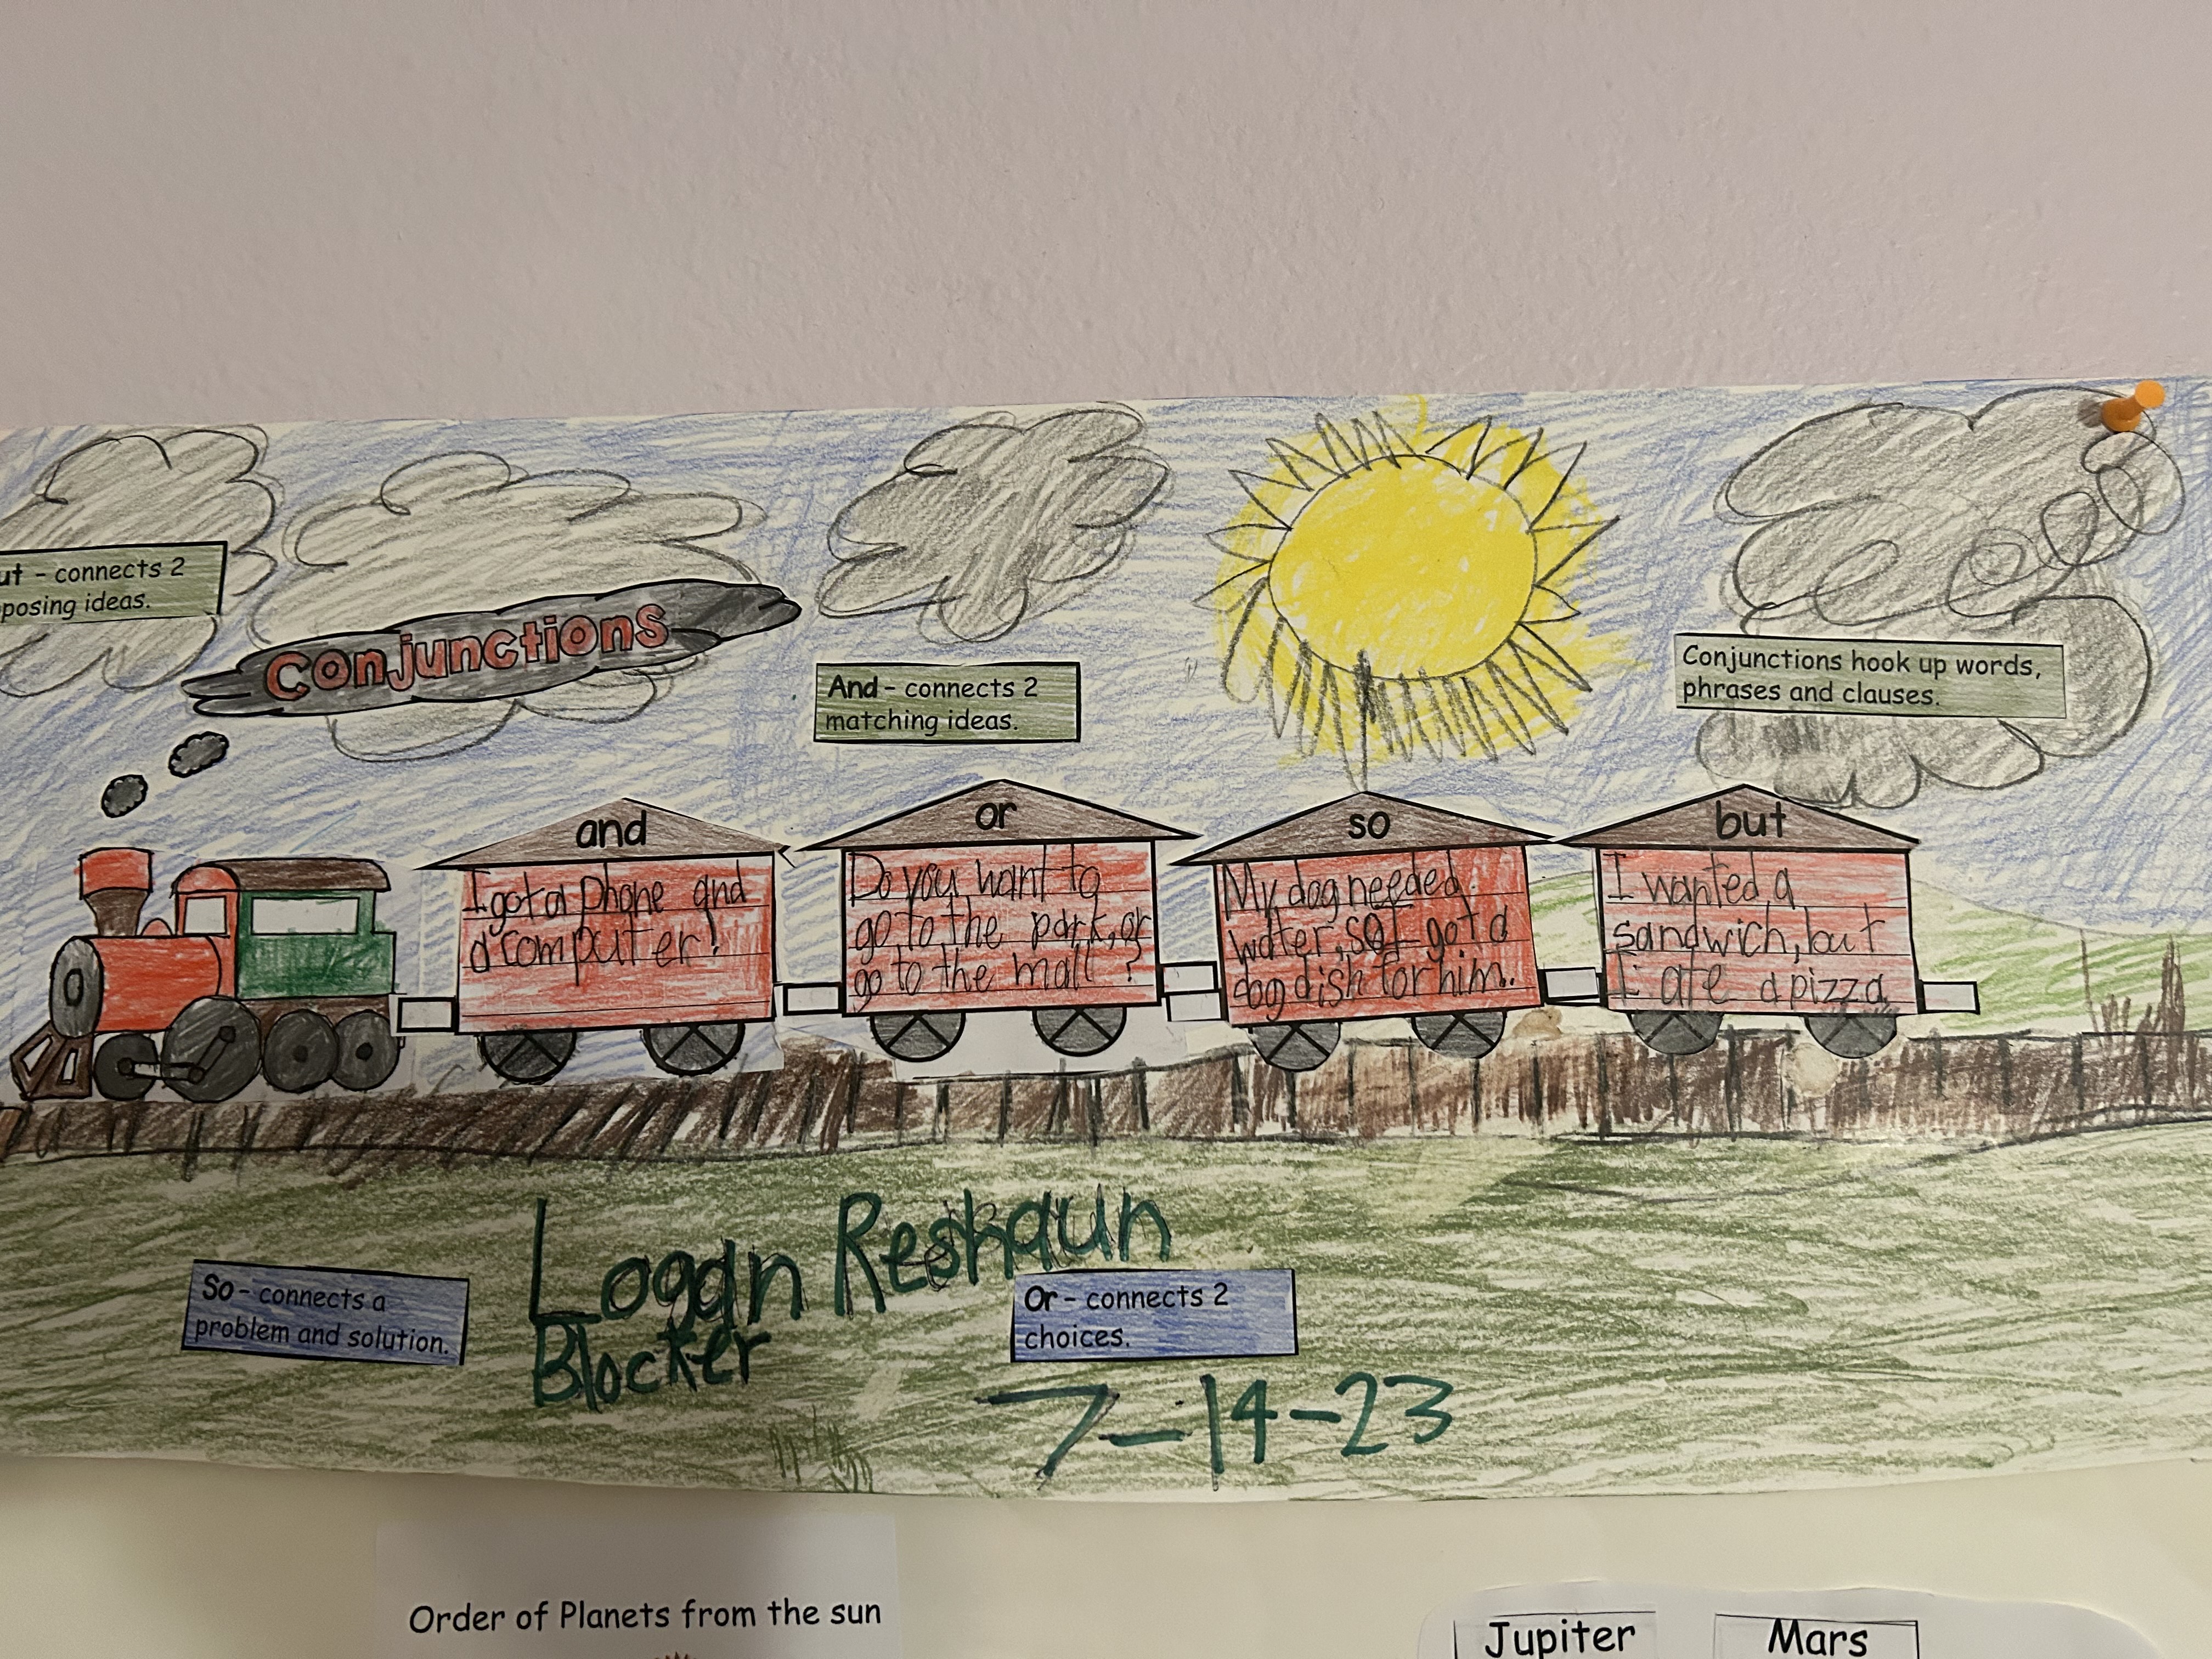 ut - connects 2
posing ideas.
Conjunctions
And - connects 2
matching ideas.
Conjunctions hook up words,
phrases and clauses.
and
I got a phone and
a computer!
or
Do you want to
go to the park, or
go to the mall ?
so
My dog needed
water, so I got a
dog dish for him.
but
I wanted a
sandwich, but
I ate a pizza
So - connects a
problem and solution.
Logan Reshaun
Blocker
Or - connects 2
choices.
7-14-23
Order of Planets from the sun
Jupiter
Mars